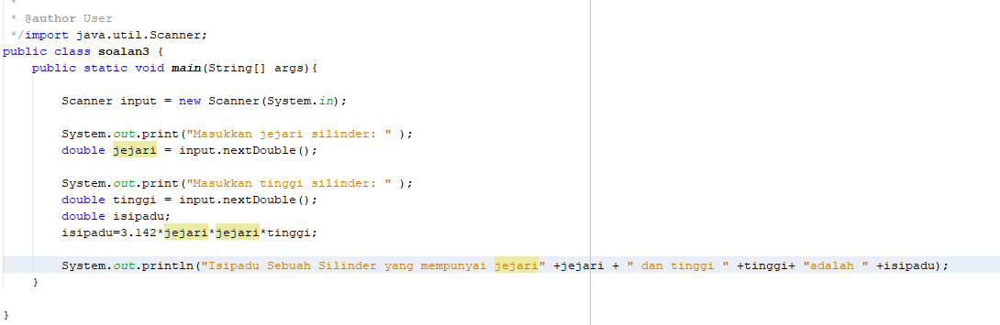 *
* @author User
*/import java.util.Scanner;
public class soalan3 {
public static void main(String[] args){
Scanner input = new Scanner(System.in);
System.out.print("Masukkan jejari silinder: " );
double jejari = input.nextDouble();
System.out.print("Masukkan tinggi silinder: " );
double tinggi = input.nextDouble();
double isipadu;
isipadu=3.142*jejari*jejari*tinggi;
System.out.println("Isipadu Sebuah Silinder yang mempunyai jejari" +jejari + " dan tinggi " +tinggi+ "adalah " +isipadu);
}
}